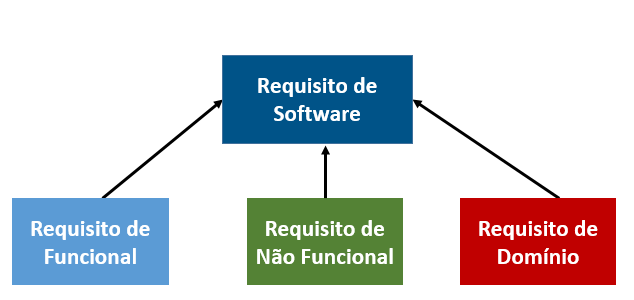 Requisito de
Software
Requisito de
Funcional
Requisito de
Não Funcional
Requisito de
Domínio